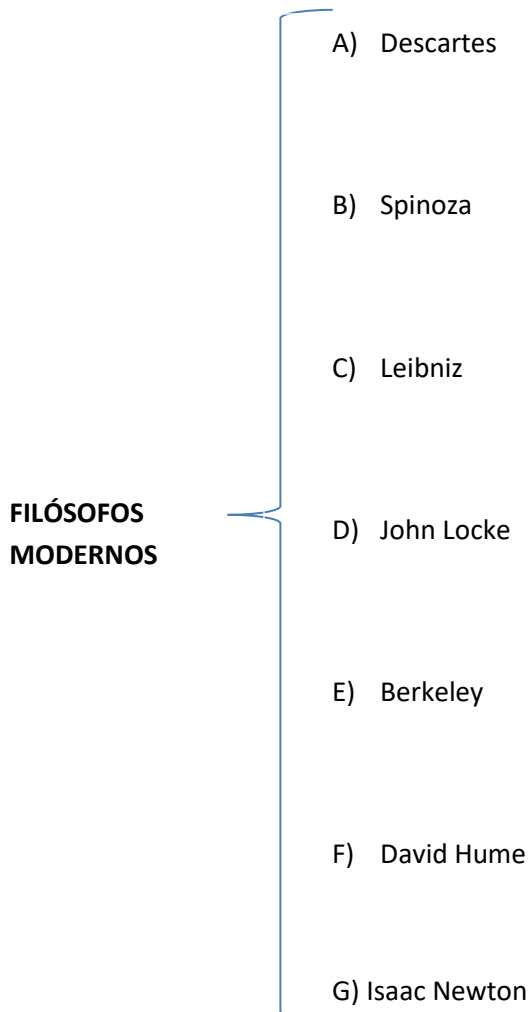 A) Descartes
B) Spinoza
C) Leibniz
FILÓSOFOS
MODERNOS
D) John Locke
E) Berkeley
F) David Hume
G) Isaac Newton